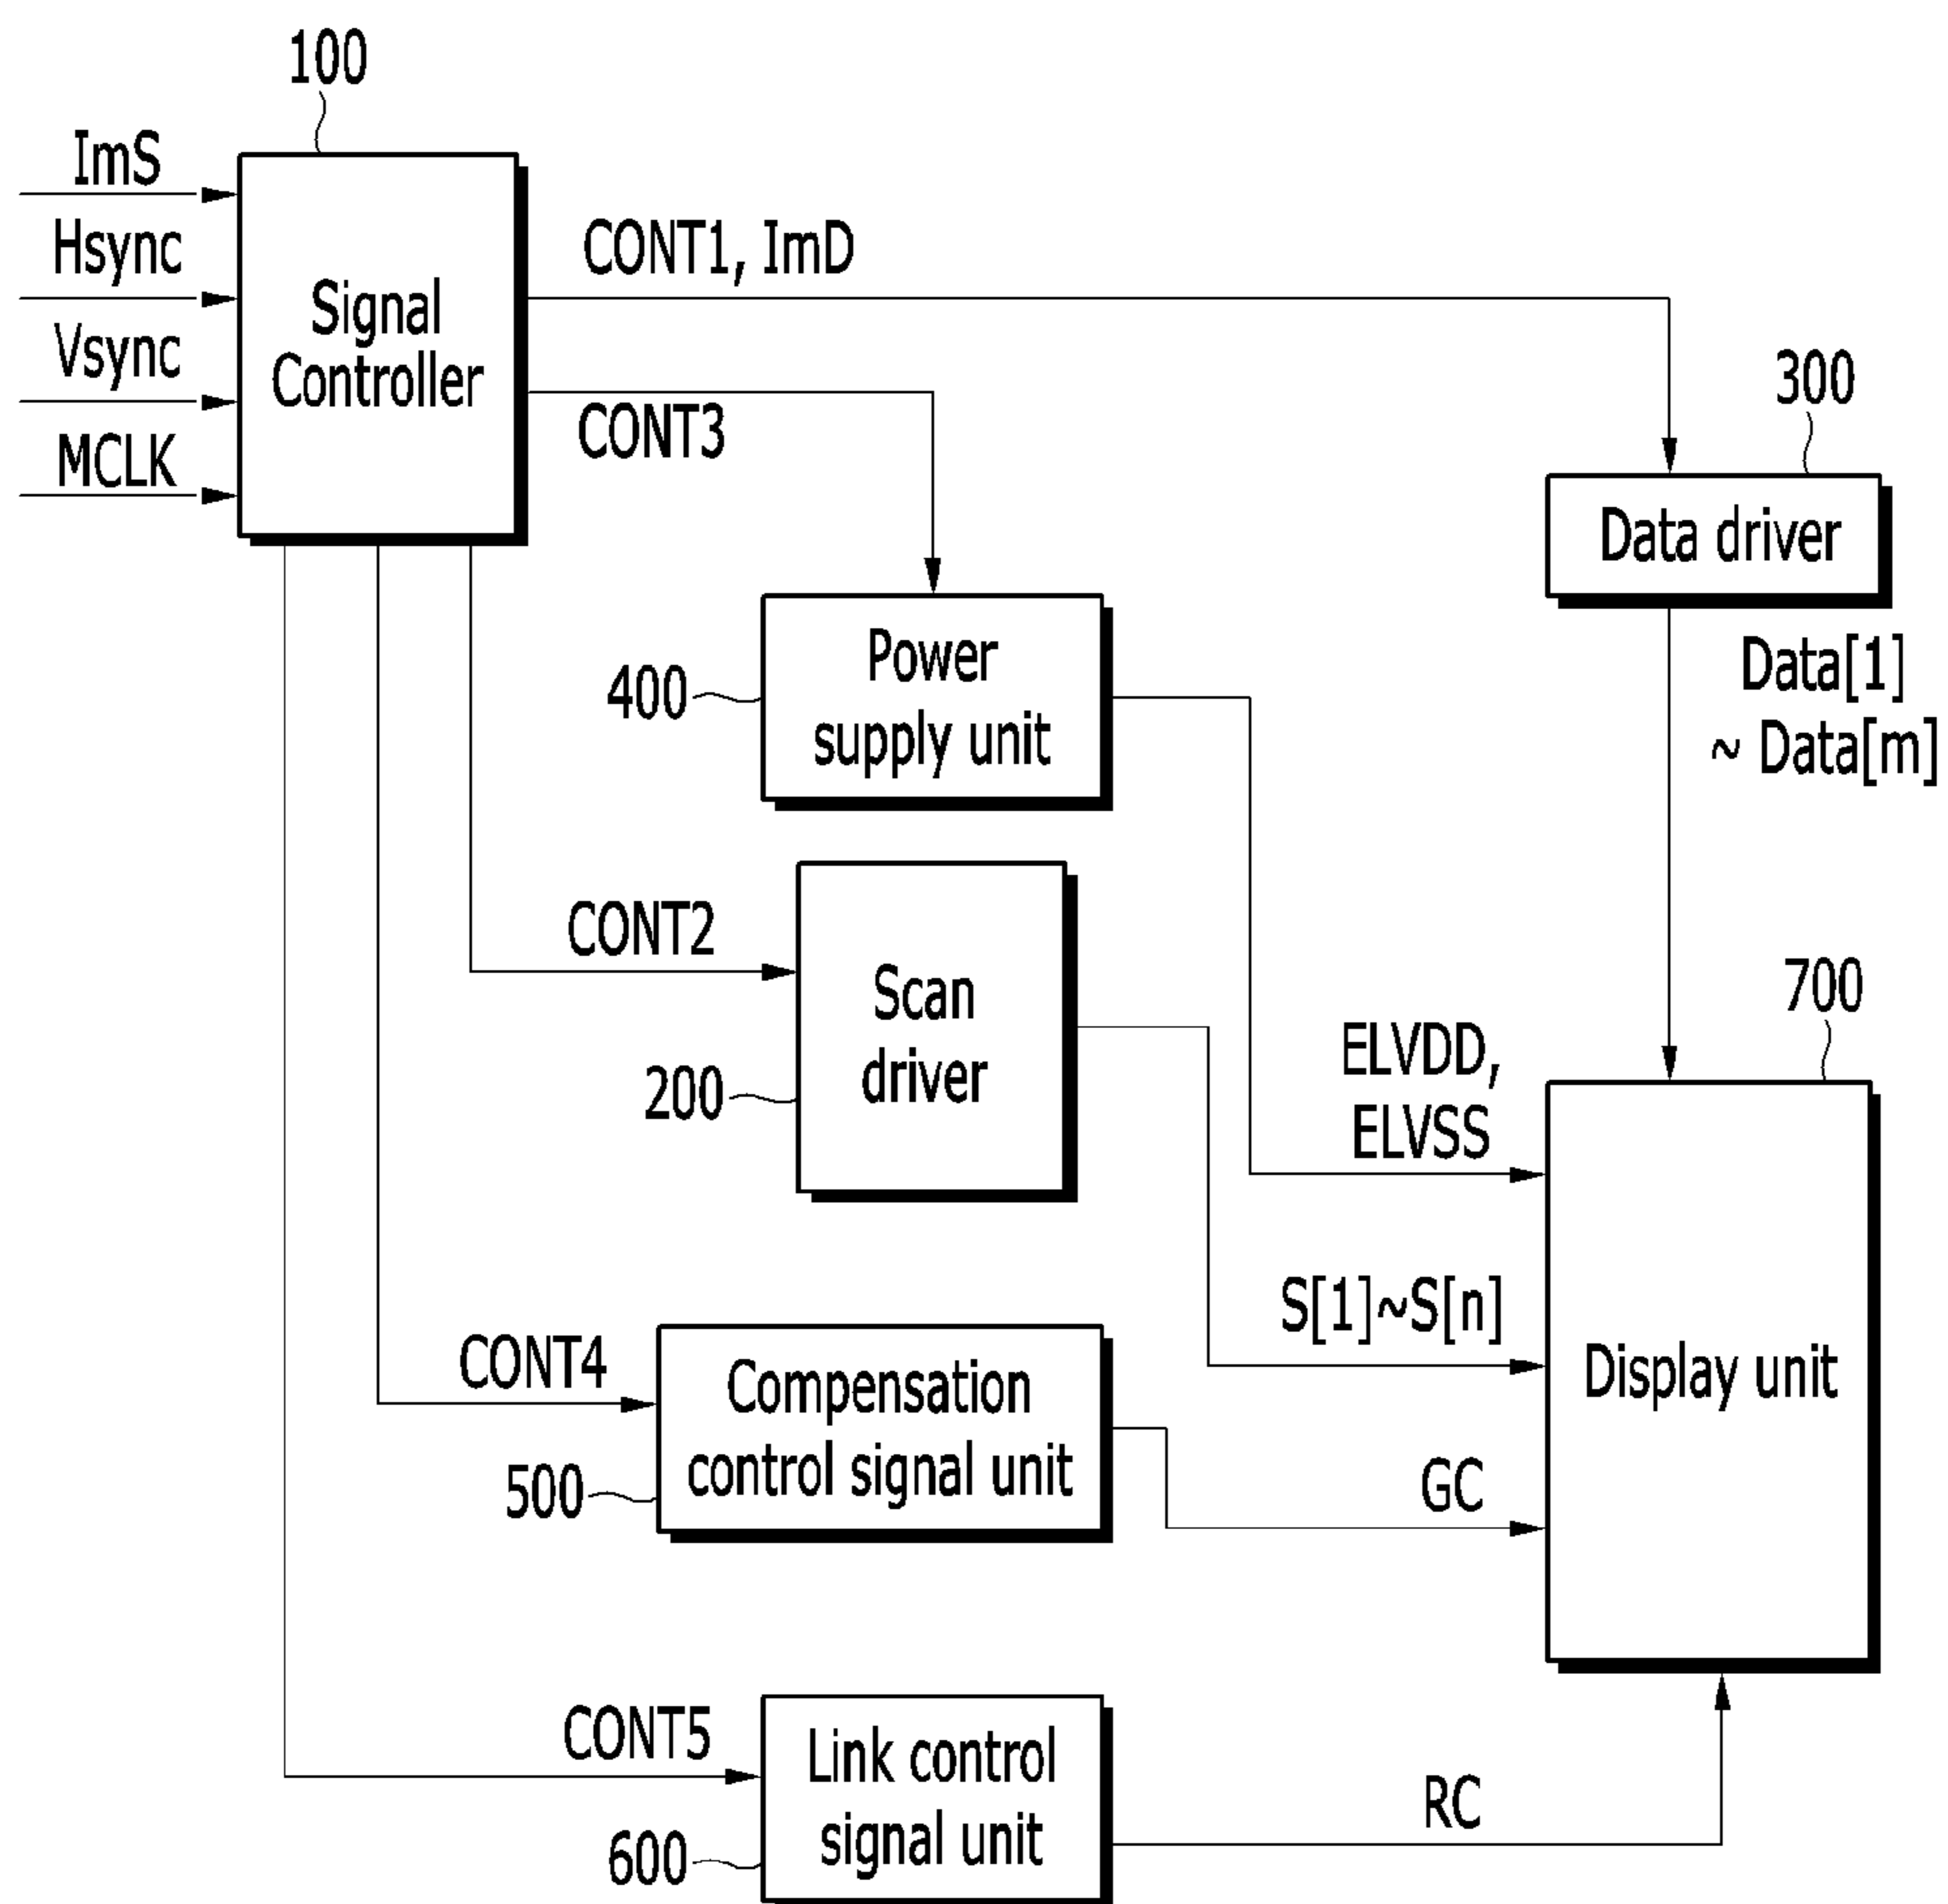 100
ImS
Hsync
Vsync
MCLK
Signal
Controller
CONT1, ImD
CONT3
300
Data driver
Data[1]
~ Data[m]
400
Power
supply unit
CONT2
200
Scan
driver
700
ELVDD,
ELVSS
S[1]~S[n]
Display unit
CONT4
500
Compensation
control signal unit
GC
CONT5
600
Link control
signal unit
RC